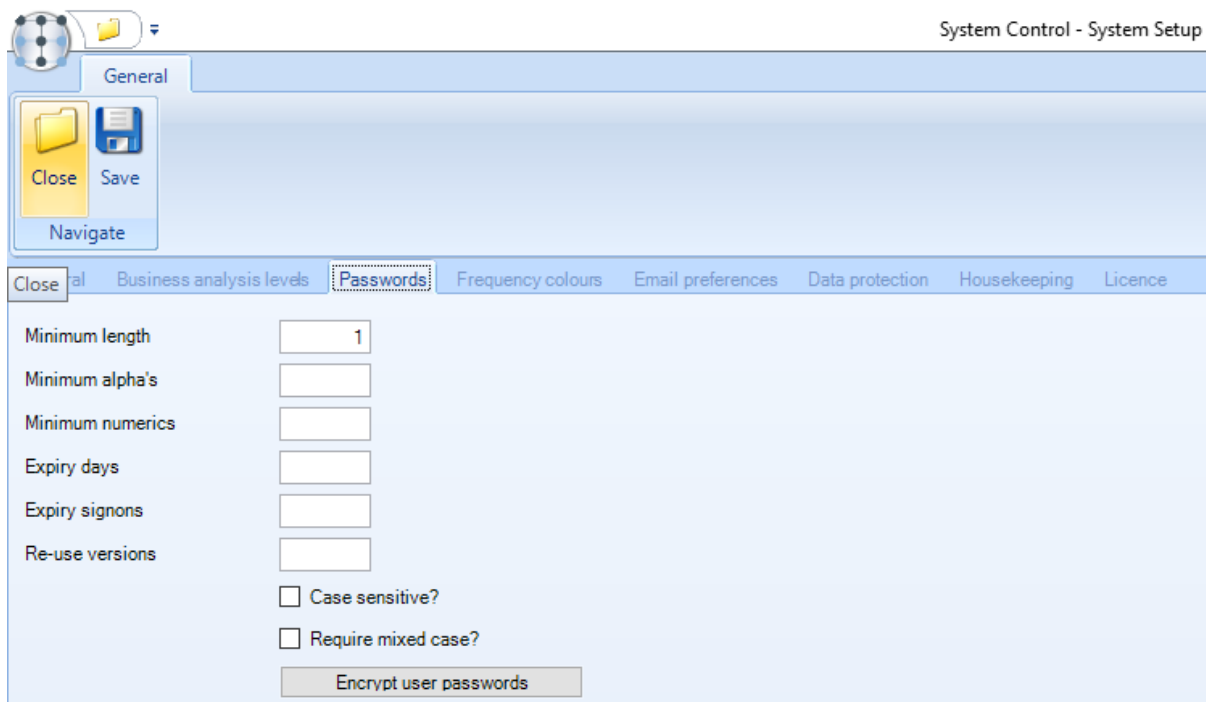 System Control - System Setup
General
Close Save
Navigate
Close al Business analysis levels Passwords Frequency colours Email preferences Data protection Housekeeping Licence
Minimum length 1
Minimum alpha's
Minimum numerics
Expiry days
Expiry signons
Re-use versions
Case sensitive?
Require mixed case?
Encrypt user passwords